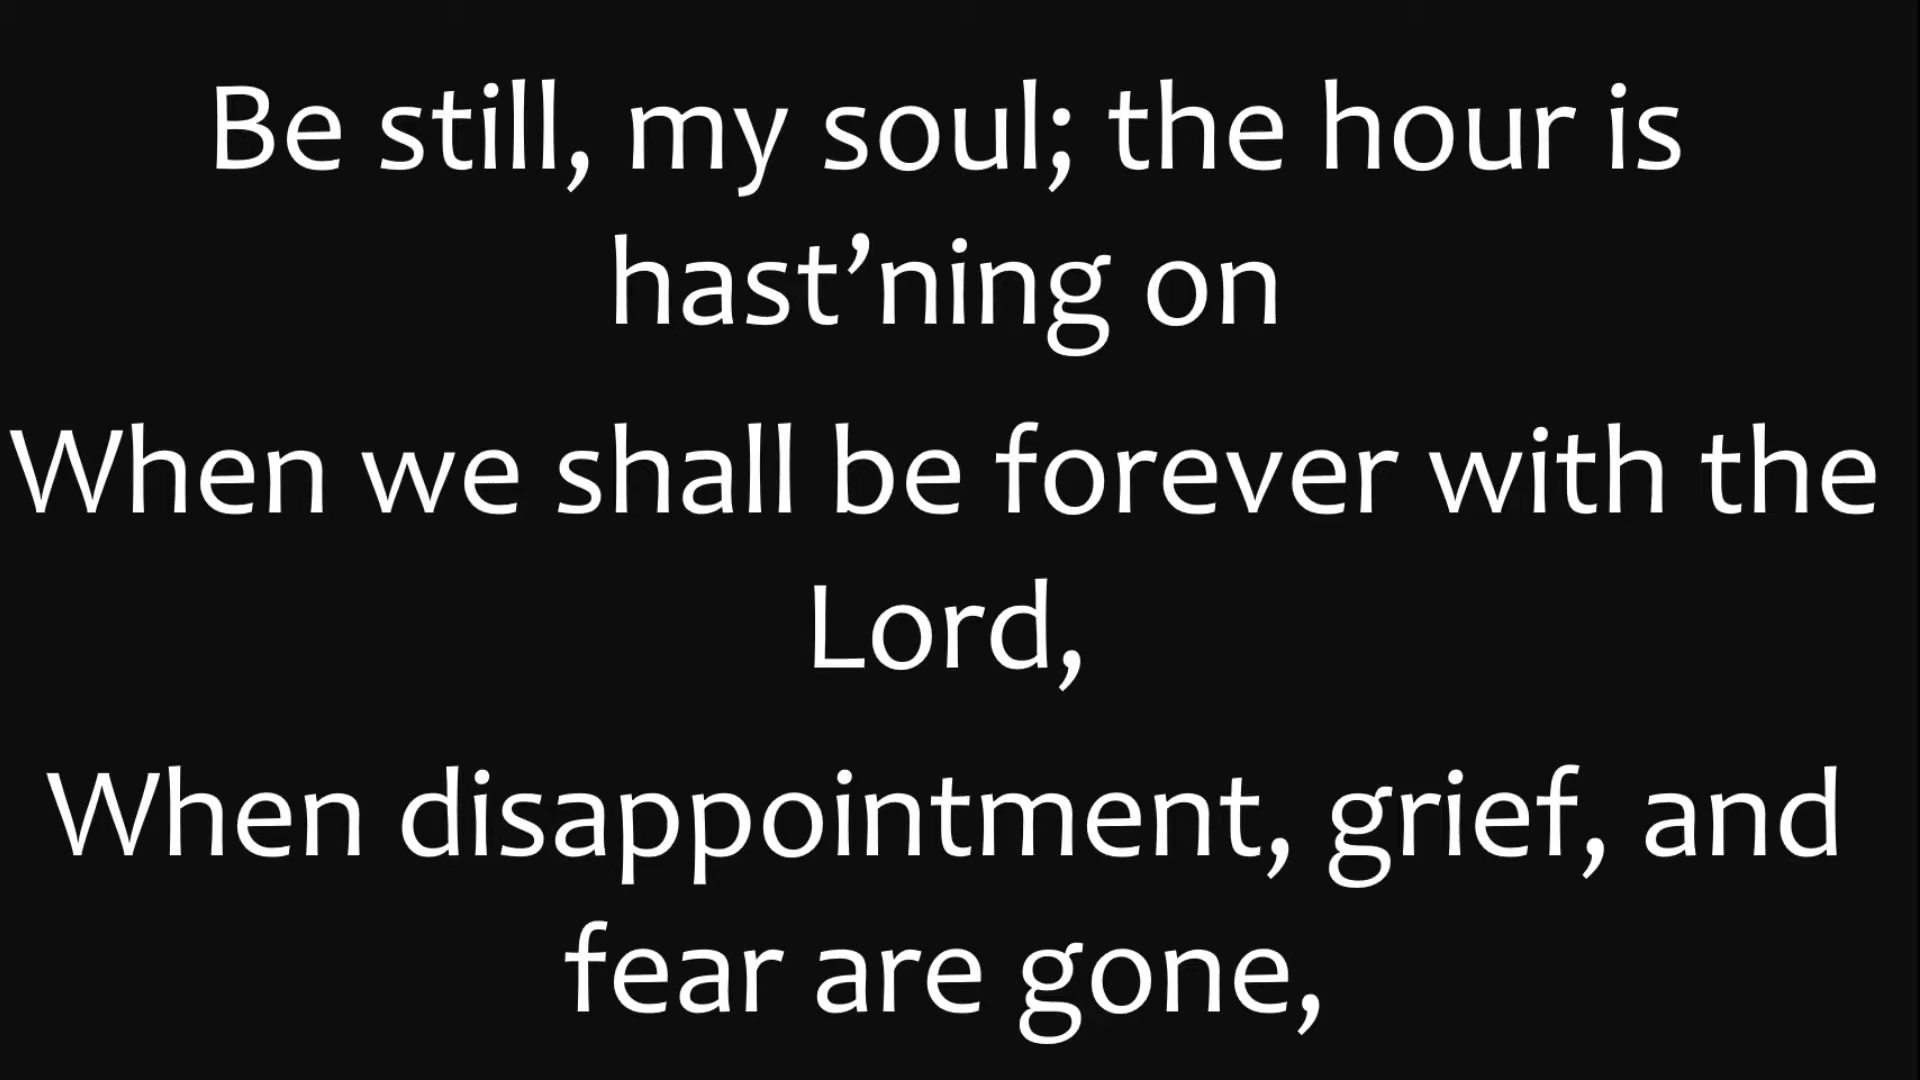 Be still, my soul; the hour is
hast’ning on
When we shall be forever with the
Lord,
When disappointment, grief, and
fear are gone,